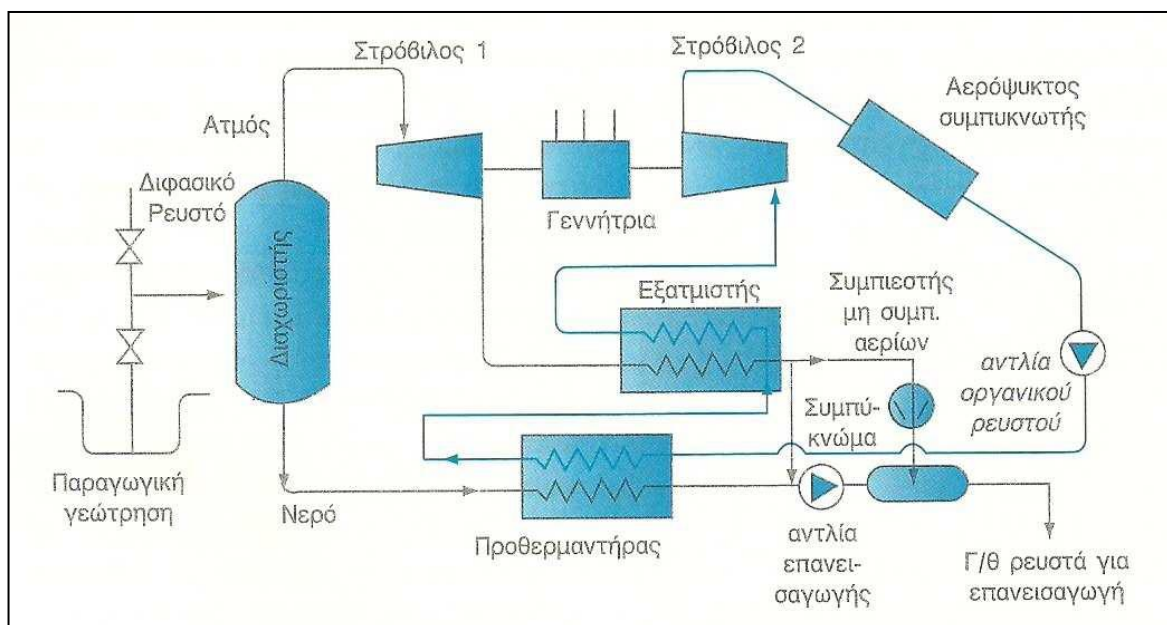 Στρόβιλος 1
Στρόβιλος 2
Αερόψυκτος
συμπυκνωτής
Ατμός
Διφασικό
Ρευστό
Διαχωριστής
Γεννήτρια
Εξατμιστής
Συμπιεστής
μη συμπ.
αερίων
αντλία
οργανικού
ρευστού
Συμπύ-
κνώμα
Παραγωγική
γεώτρηση
Νερό
Προθερμαντήρας
αντλία
επανει-
σαγωγής
Γ/θ ρευστά για
επανεισαγωγή